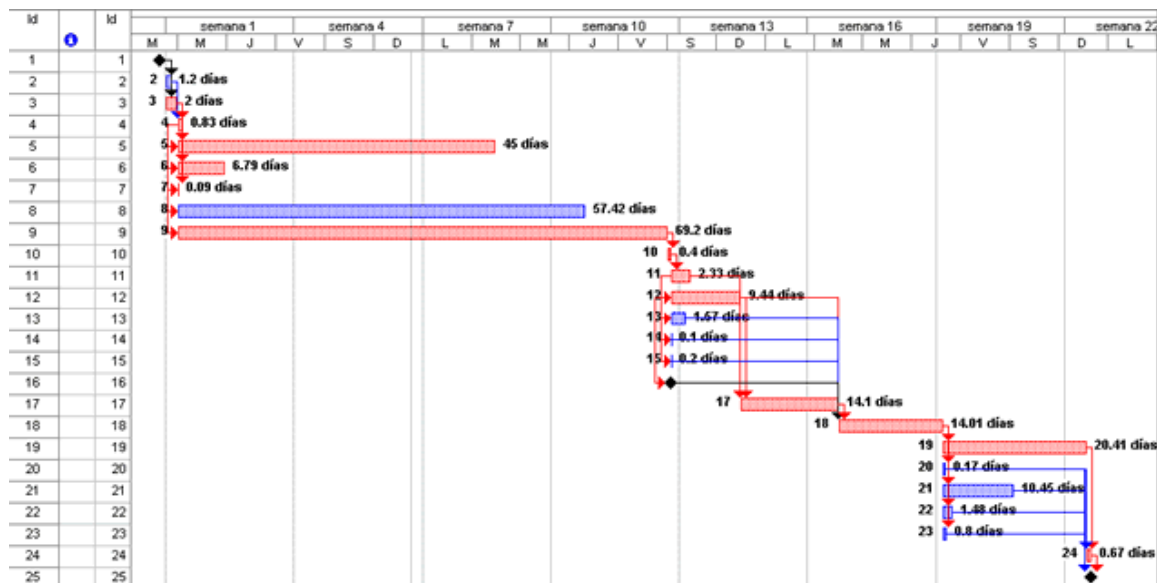 Id Id semana 1 semana 4 semana 7 semana 10 semana 13 semana 16 semana 19 semana 22
M M J V S D L M M J V S D L M M J V S D L
1 1
2 2 2 1.2 días
3 3 3 2 días
4 4 4 0.83 días
5 5 5 45 días
6 6 6 6.79 días
7 7 7 0.09 días
8 8 8 57.42 días
9 9 9 69.2 días
10 10 10 0.4 días
11 11 11 2.33 días
12 12 12 9.44 días
13 13 13 1.67 días
14 14 14 0.1 días
15 15 15 0.2 días
16 16
17 17 17 14.1 días
18 18 18 14.01 días
19 19 19 20.41 días
20 20 20 0.17 días
21 21 21 10.45 días
22 22 22 1.48 días
23 23 23 0.8 días
24 24 24 0.67 días
25 25